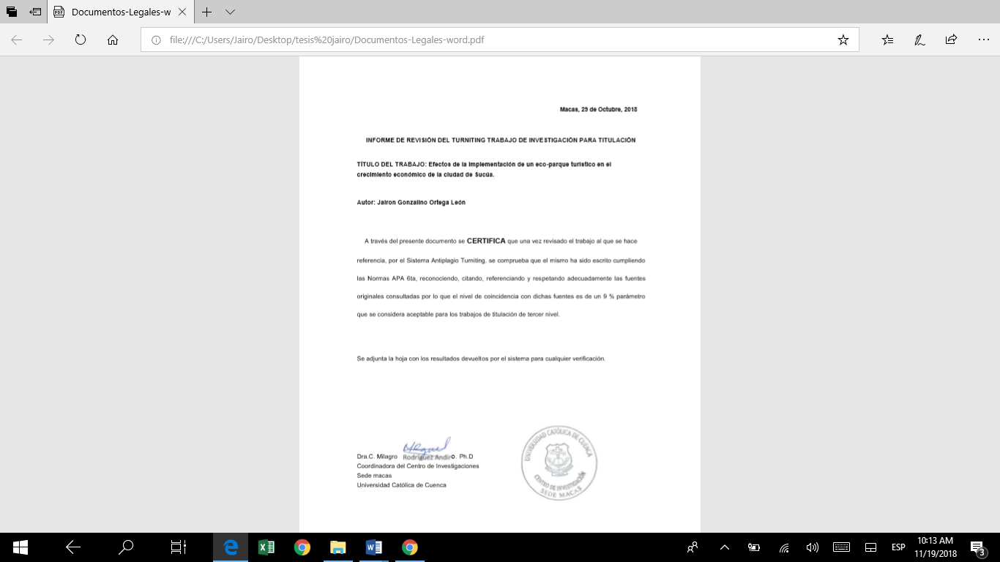 Documentos-Legales-w
file:///C:/Users/Jairo/Desktop/tesis%20jairo/Documentos-Legales-word.pdf
Macas, 29 de Octubre, 2018
INFORME DE REVISIÓN DEL TURNITING TRABAJO DE INVESTIGACIÓN PARA TITULACIÓN
TÍTULO DEL TRABAJO: Efectos de la implementación de un eco-parque turístico en el
crecimiento económico de la ciudad de Sucúa.
Autor: Jairon Gonzalino Ortega León
A través del presente documento se CERTIFICA que una vez revisado el trabajo al que se hace
referencia, por el Sistema Antiplagio Turniting, se comprueba que el mismo ha sido escrito cumpliendo
las Normas APA 6ta, reconociendo, citando, referenciando y respetando adecuadamente las fuentes
originales consultadas por lo que el nivel de coincidencia con dichas fuentes es de un 9 % parámetro
que se considera aceptable para los trabajos de titulación de tercer nivel.
Se adjunta la hoja con los resultados devueltos por el sistema para cualquier verificación.
Dra.C. Milagro Rodríguez Andiro. Ph.D
Coordinadora del Centro de Investigaciones
Sede macas
Universidad Católica de Cuenca
UNIVERSIDAD CATÓLICA DE CUENCA
CENTRO DE INVESTIGACIÓN
SEDE MACAS
ESP
10:13 AM
11/19/2018
3